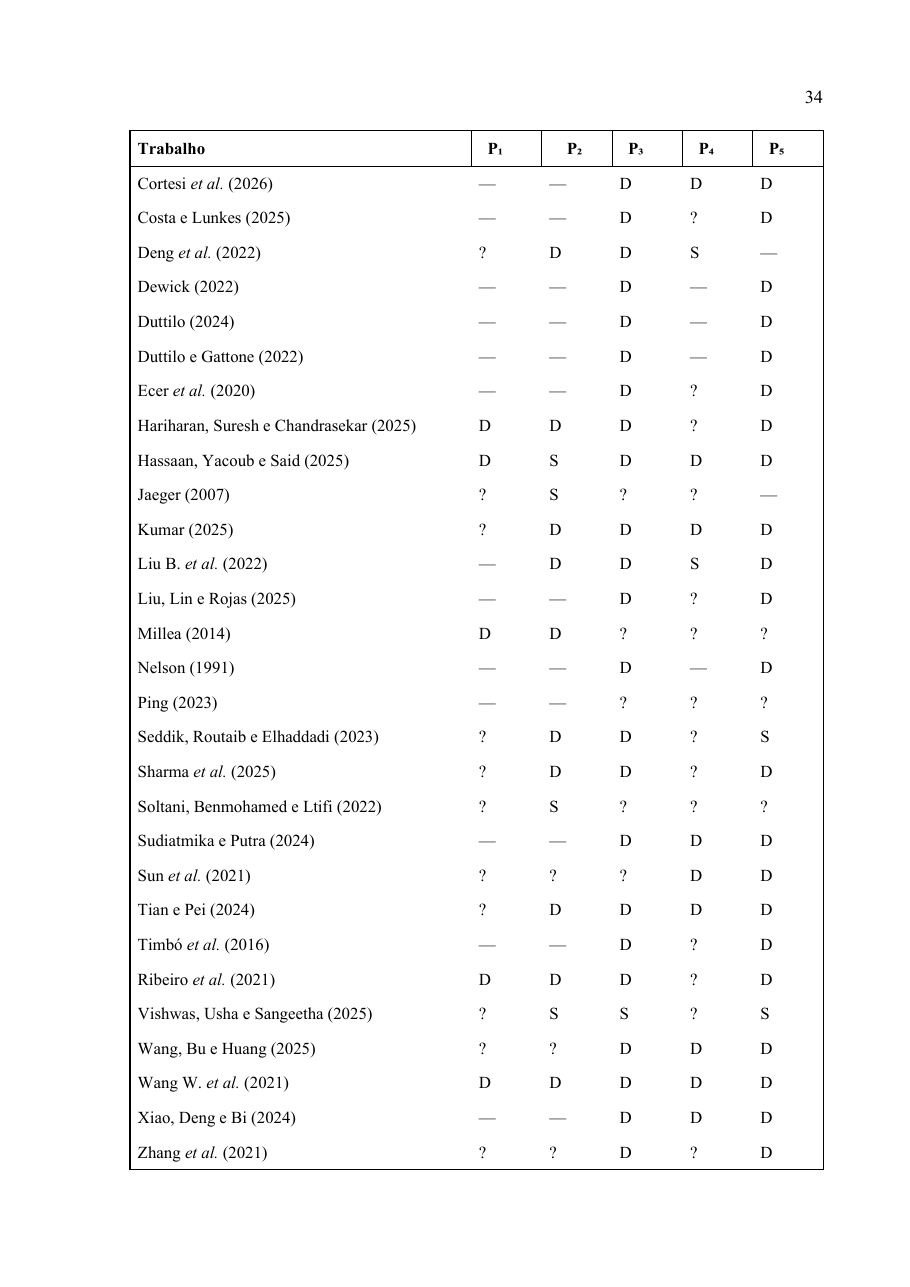 34
Trabalho P₁ P₂ P₃ P₄ P₅
Cortesi et al. (2026) — — D D D
Costa e Lunkes (2025) — — D ? D
Deng et al. (2022) ? D D S —
Dewick (2022) — — D — D
Duttilo (2024) — — D — D
Duttilo e Gattone (2022) — — D — D
Ecer et al. (2020) — — D ? D
Hariharan, Suresh e Chandrasekar (2025) D D D ? D
Hassaan, Yacoub e Said (2025) D S D D D
Jaeger (2007) ? S ? ? —
Kumar (2025) ? D D D D
Liu B. et al. (2022) — D D S D
Liu, Lin e Rojas (2025) — — D ? D
Millea (2014) D D ? ? ?
Nelson (1991) — — D — D
Ping (2023) — — ? ? ?
Seddik, Routaib e Elhaddadi (2023) ? D D ? S
Sharma et al. (2025) ? D D ? D
Soltani, Benmohamed e Ltifi (2022) ? S ? ? ?
Sudiatmika e Putra (2024) — — D D D
Sun et al. (2021) ? ? ? D D
Tian e Pei (2024) ? D D D D
Timbó et al. (2016) — — D ? D
Ribeiro et al. (2021) D D D ? D
Vishwas, Usha e Sangeetha (2025) ? S S ? S
Wang, Bu e Huang (2025) ? ? D D D
Wang W. et al. (2021) D D D D D
Xiao, Deng e Bi (2024) — — D D D
Zhang et al. (2021) ? ? D ? D